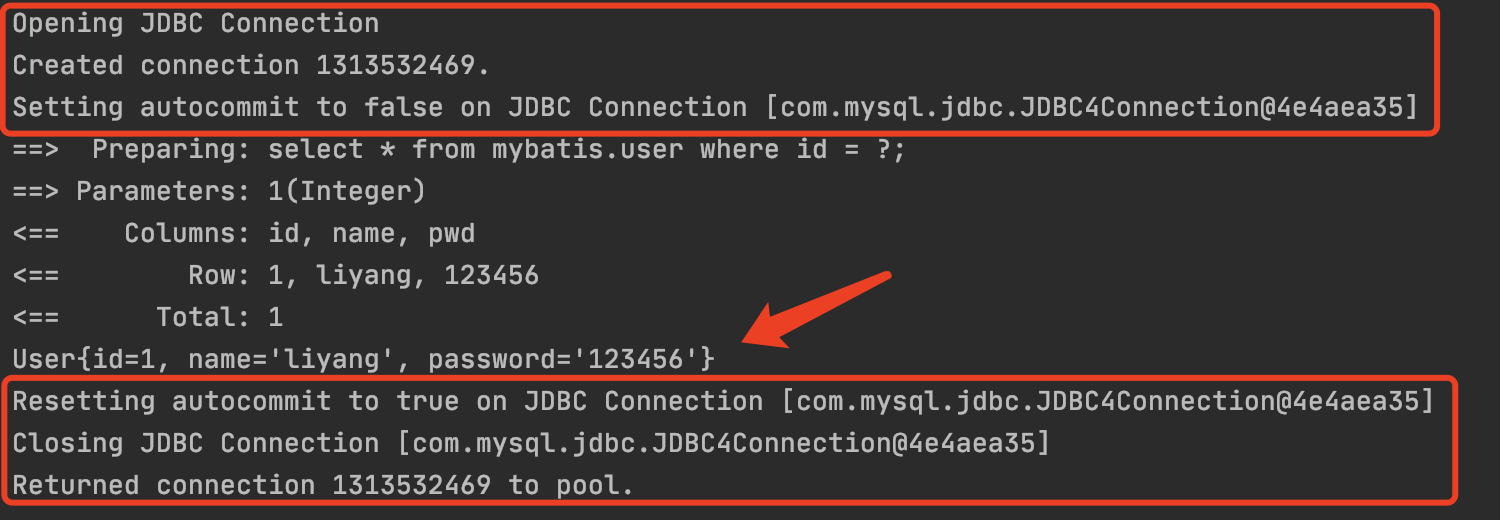 Opening JDBC Connection
Created connection 1313532469.
Setting autocommit to false on JDBC Connection [com.mysql.jdbc.JDBC4Connection@4e4aea35]
==>  Preparing: select * from mybatis.user where id = ?;
==> Parameters: 1(Integer)
<==    Columns: id, name, pwd
<==        Row: 1, liyang, 123456
<==      Total: 1
User{id=1, name='liyang', password='123456'}
Resetting autocommit to true on JDBC Connection [com.mysql.jdbc.JDBC4Connection@4e4aea35]
Closing JDBC Connection [com.mysql.jdbc.JDBC4Connection@4e4aea35]
Returned connection 1313532469 to pool.